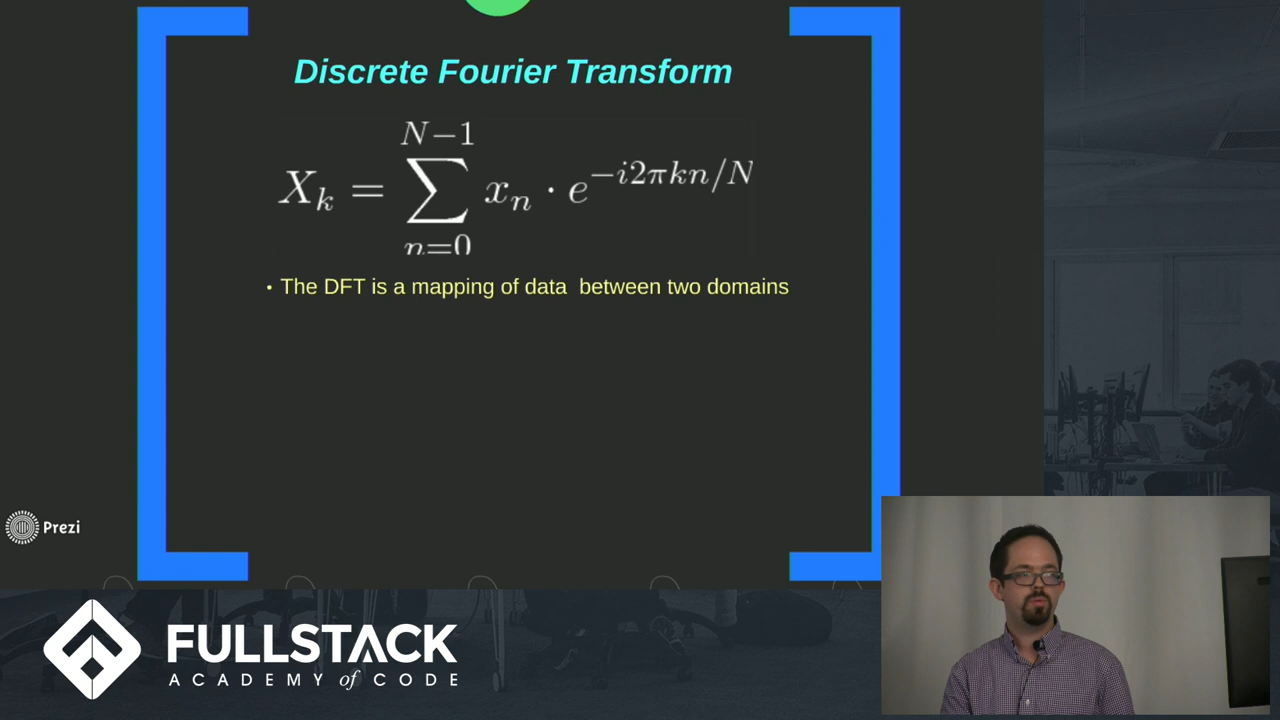 Discrete Fourier Transform
N−1
X_k = ∑ x_n · e^{−i2πkn/N}
n=0
• The DFT is a mapping of data between two domains
Prezi
FULLSTACK
ACADEMY of CODE